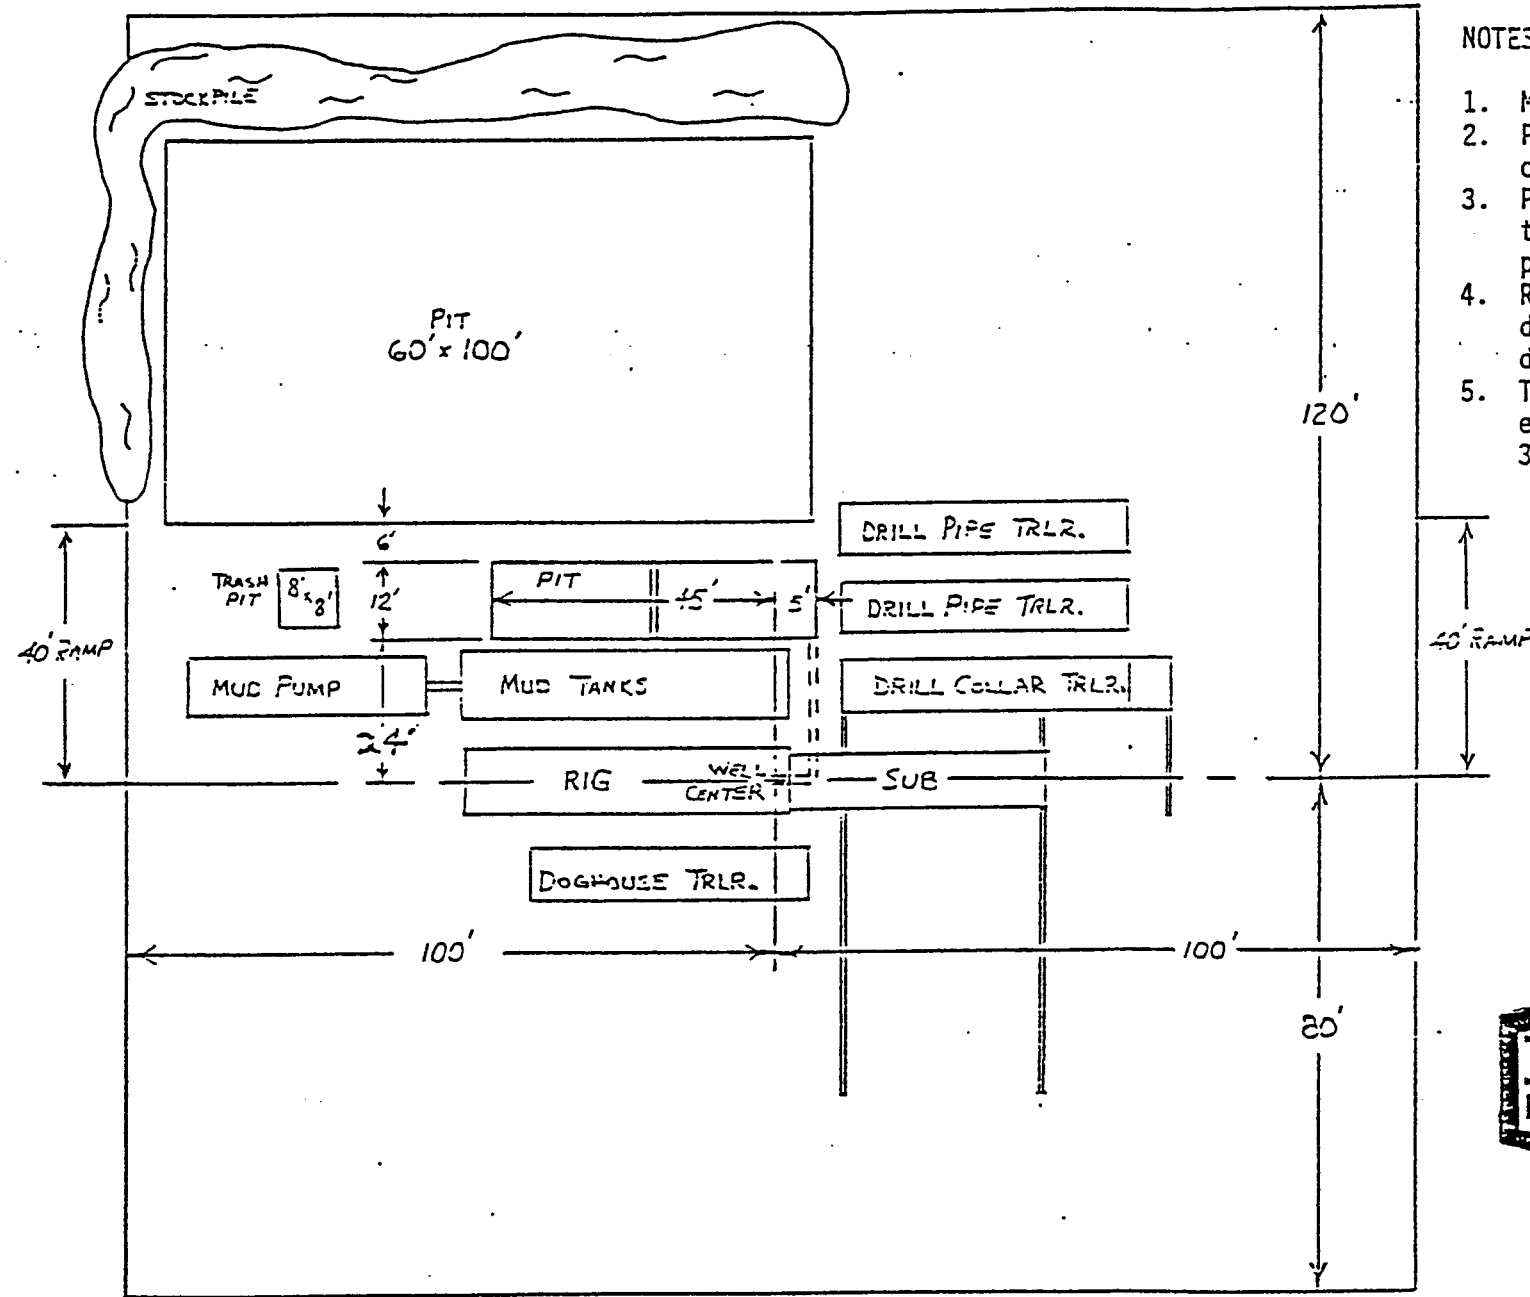 NOTES
1. M
2. P
o
3. P
t
p
4. R
d
d
5. T
e
3
STOCKPILE
PIT
60' x 100'
120'
6'
DRILL PIPE TRLR.
TRASH
PIT
8' x 8'
12'
PIT
45'
5'
DRILL PIPE TRLR.
40' RAMP
40' RAMP
MUD PUMP
MUD TANKS
DRILL COLLAR TRLR.
24'
RIG
WELL
CENTER
SUB
DOGHOUSE TRLR.
100'
100'
80'